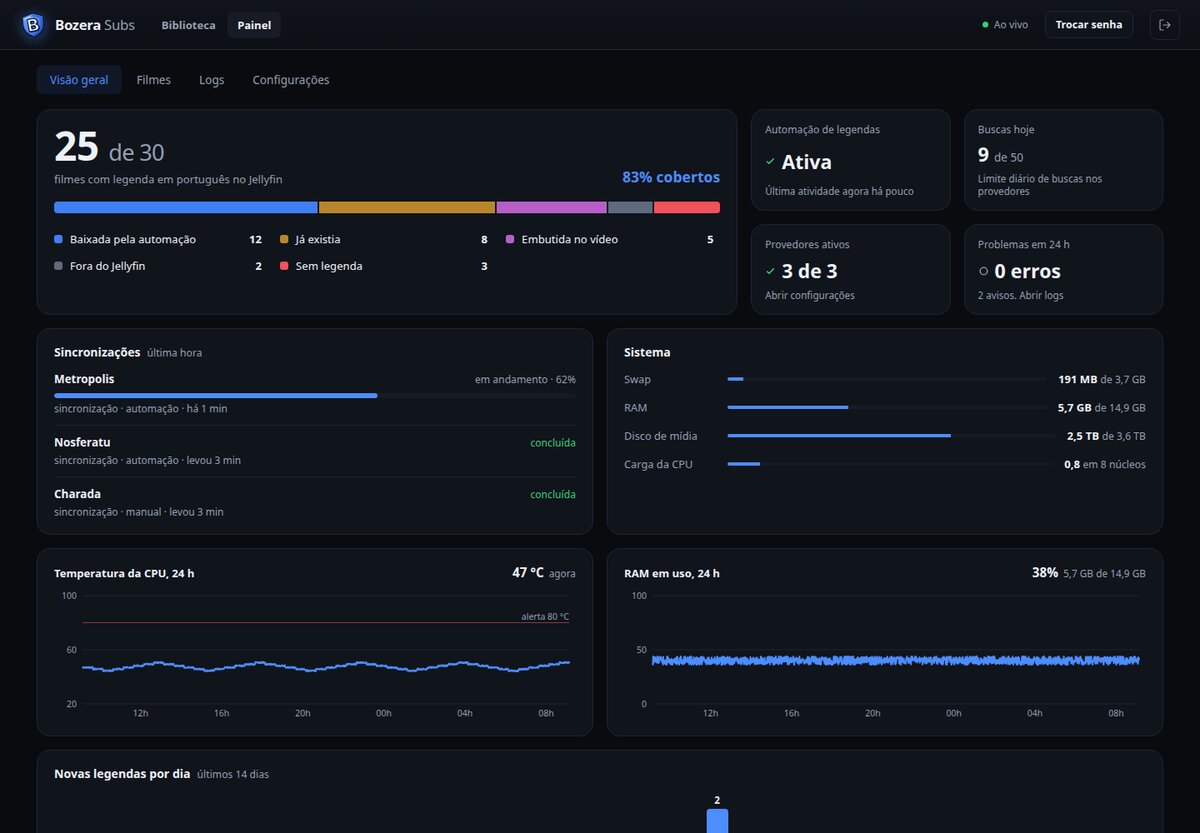 B Bozera Subs Biblioteca Painel Ao vivo Trocar senha
Visão geral Filmes Logs Configurações
25 de 30
filmes com legenda em português no Jellyfin
83% cobertos
Baixada pela automação 12 Já existia 8 Embutida no vídeo 5
Fora do Jellyfin 2 Sem legenda 3
Automação de legendas
Ativa
Última atividade agora há pouco
Buscas hoje
9 de 50
Limite diário de buscas nos
provedores
Provedores ativos
3 de 3
Abrir configurações
Problemas em 24 h
0 erros
2 avisos. Abrir logs
Sincronizações última hora
Metropolis em andamento · 62%
sincronização · automação · há 1 min
Nosferatu concluída
sincronização · automação · levou 3 min
Charada concluída
sincronização · manual · levou 3 min
Sistema
Swap 191 MB de 3,7 GB
RAM 5,7 GB de 14,9 GB
Disco de mídia 2,5 TB de 3,6 TB
Carga da CPU 0,8 em 8 núcleos
Temperatura da CPU, 24 h 47 °C agora
100
alerta 80 °C
60
20
12h 16h 20h 00h 04h 08h
RAM em uso, 24 h 38% 5,7 GB de 14,9 GB
100
50
0
12h 16h 20h 00h 04h 08h
Novas legendas por dia últimos 14 dias
2